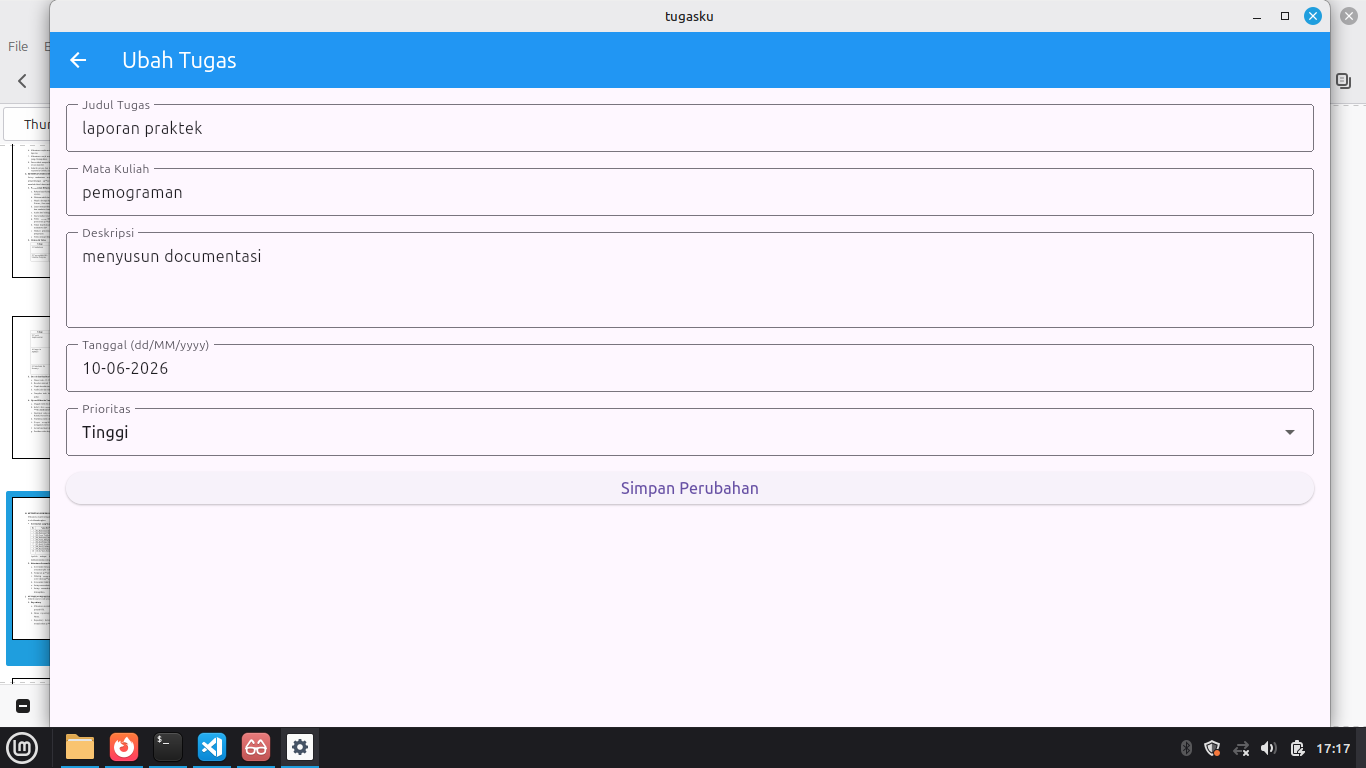 tugasku
File
Ubah Tugas
Judul Tugas
laporan praktek
Mata Kuliah
pemograman
Deskripsi
menyusun documentasi
Tanggal (dd/MM/yyyy)
10-06-2026
Prioritas
Tinggi
Simpan Perubahan
17:17